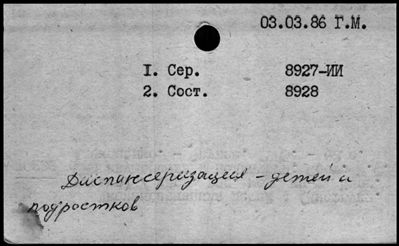 03.03.86 Г.М.
I. Сер. 8927-ИИ
2. Сост. 8928
Диспансеризация - детей и
подростков